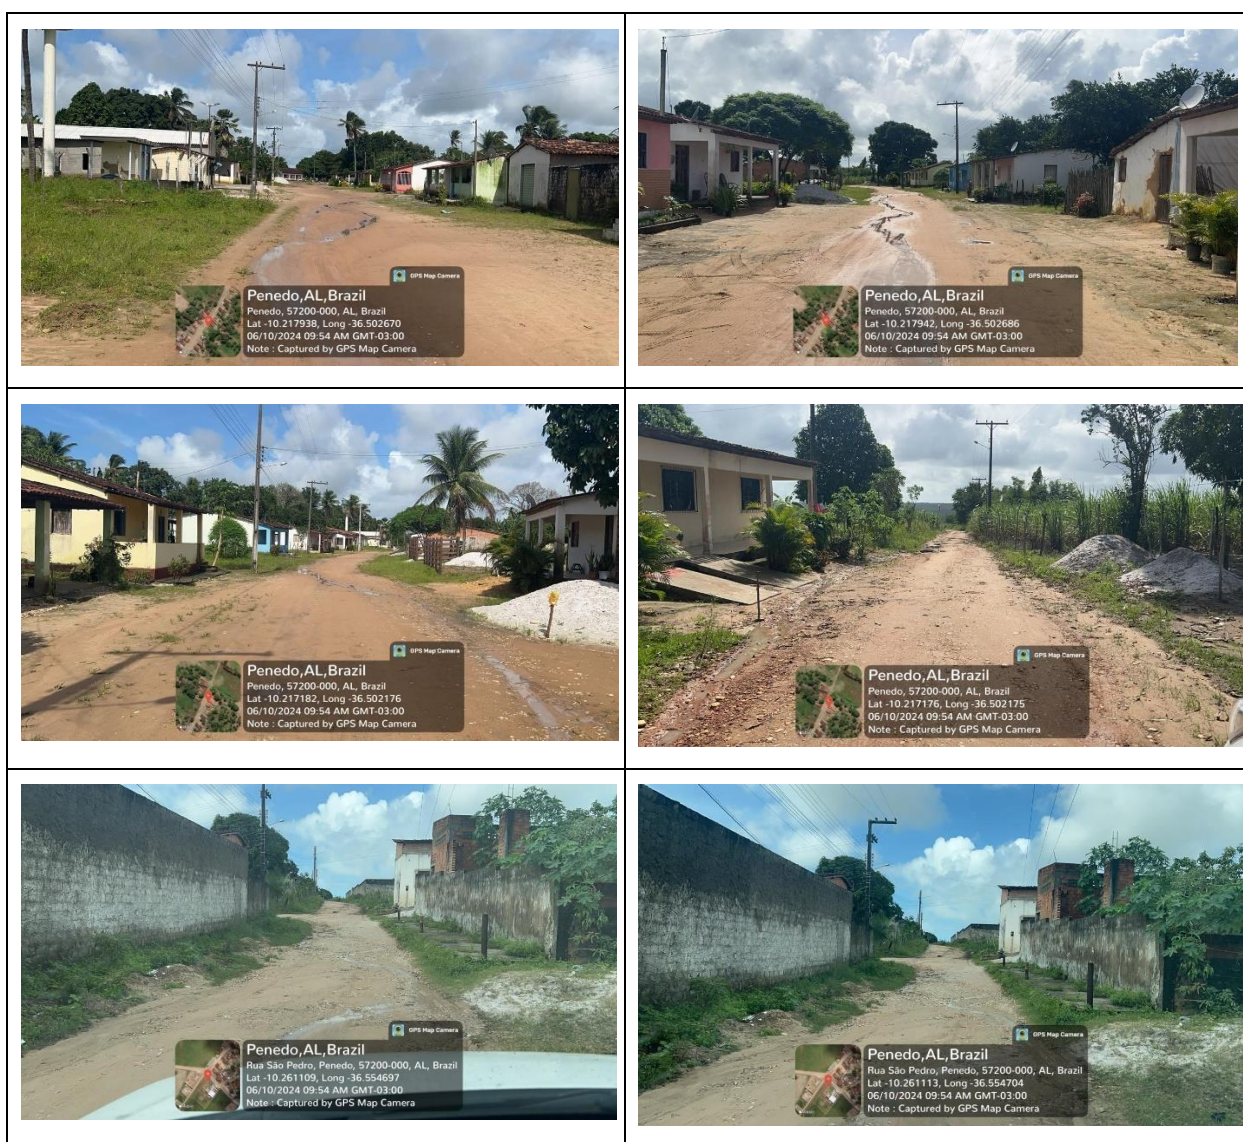 GPS Map Camera
Penedo,AL,Brazil
Penedo, 57200-000, AL, Brazil
Lat -10.217938, Long -36.502670
06/10/2024 09:54 AM GMT-03:00
Note : Captured by GPS Map Camera
GPS Map Camera
Penedo,AL,Brazil
Penedo, 57200-000, AL, Brazil
Lat -10.217942, Long -36.502686
06/10/2024 09:54 AM GMT-03:00
Note : Captured by GPS Map Camera
GPS Map Camera
Penedo,AL,Brazil
Penedo, 57200-000, AL, Brazil
Lat -10.217182, Long -36.502176
06/10/2024 09:54 AM GMT-03:00
Note : Captured by GPS Map Camera
GPS Map Camera
Penedo,AL,Brazil
Penedo, 57200-000, AL, Brazil
Lat -10.217176, Long -36.502175
06/10/2024 09:54 AM GMT-03:00
Note : Captured by GPS Map Camera
GPS Map Camera
Penedo,AL,Brazil
Rua São Pedro, Penedo, 57200-000, AL, Brazil
Lat -10.261109, Long -36.554697
06/10/2024 09:54 AM GMT-03:00
Note : Captured by GPS Map Camera
GPS Map Camera
Penedo,AL,Brazil
Rua São Pedro, Penedo, 57200-000, AL, Brazil
Lat -10.261113, Long -36.554704
06/10/2024 09:54 AM GMT-03:00
Note : Captured by GPS Map Camera